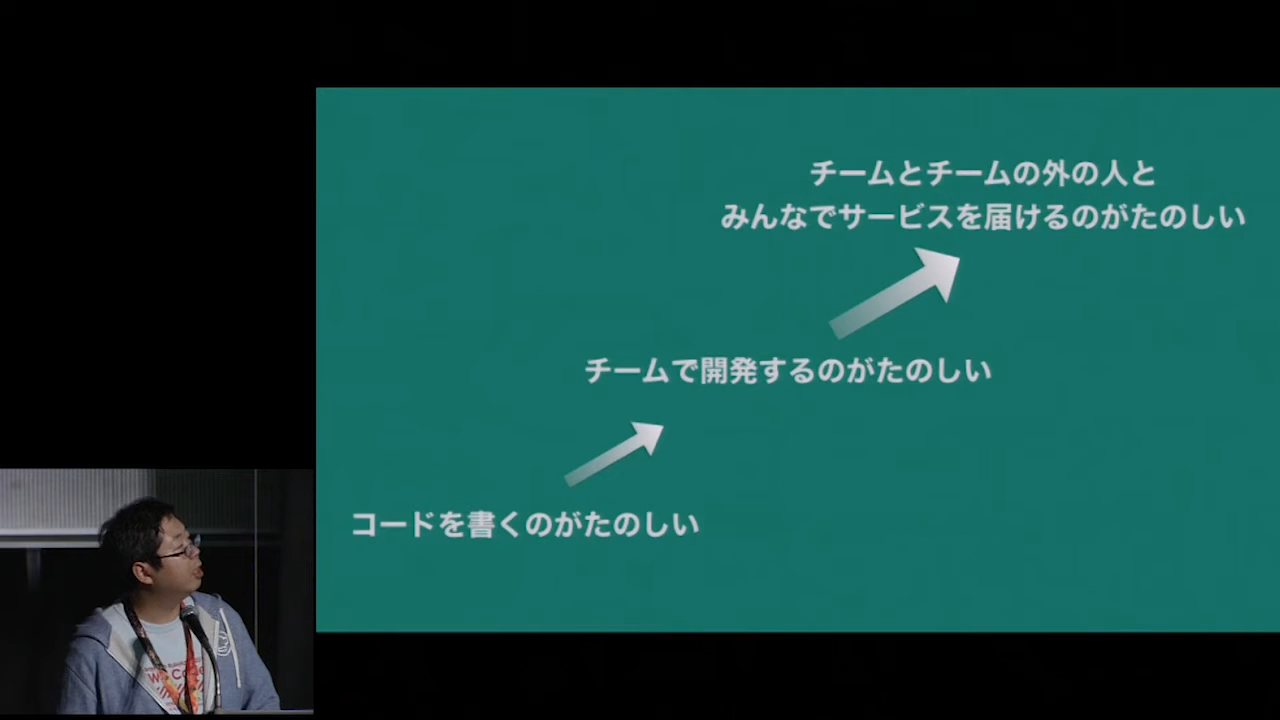 チームとチームの外の人と
みんなでサービスを届けるのがたのしい
チームで開発するのがたのしい
コードを書くのがたのしい